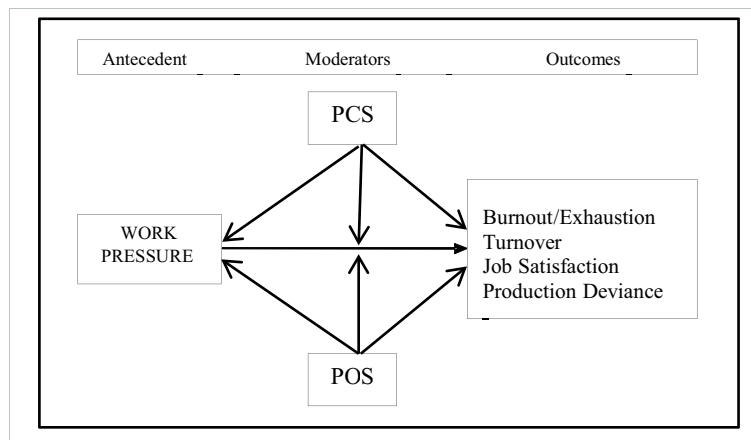 Antecedent Moderators Outcomes
PCS
WORK
PRESSURE
Burnout/Exhaustion
Turnover
Job Satisfaction
Production Deviance
POS